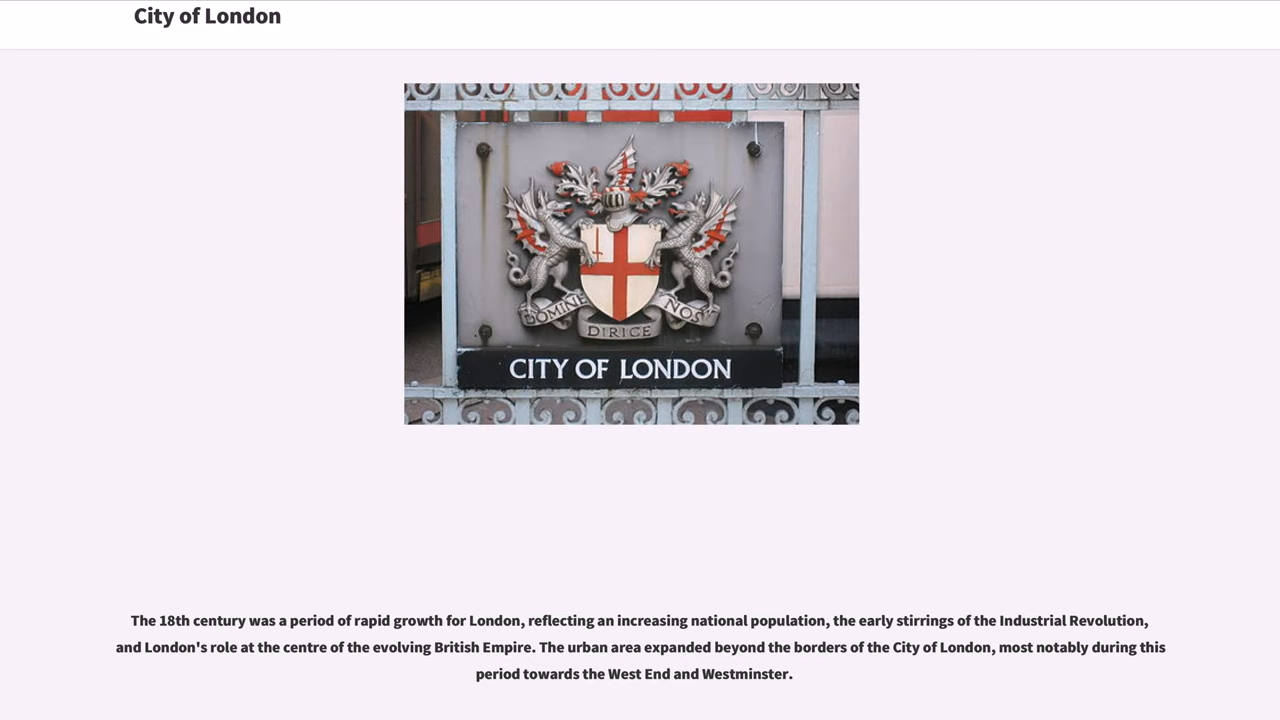 City of London
DOMINE NOS
DIRIGE
CITY OF LONDON
The 18th century was a period of rapid growth for London, reflecting an increasing national population, the early stirrings of the Industrial Revolution,
and London's role at the centre of the evolving British Empire. The urban area expanded beyond the borders of the City of London, most notably during this
period towards the West End and Westminster.